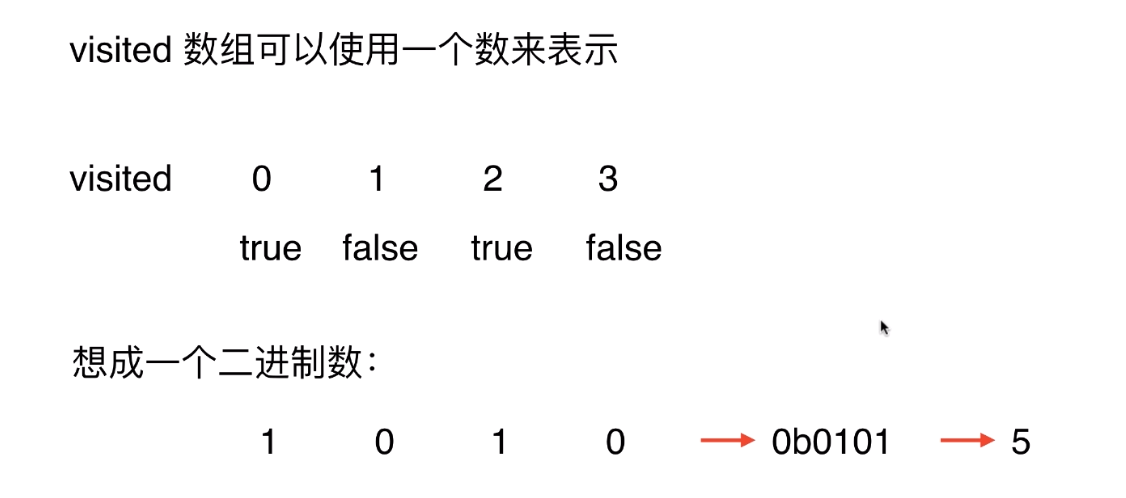 visited 数组可以使用一个数来表示
visited 0 1 2 3
true false true false
想成一个二进制数：
1 0 1 0 → 0b0101 → 5